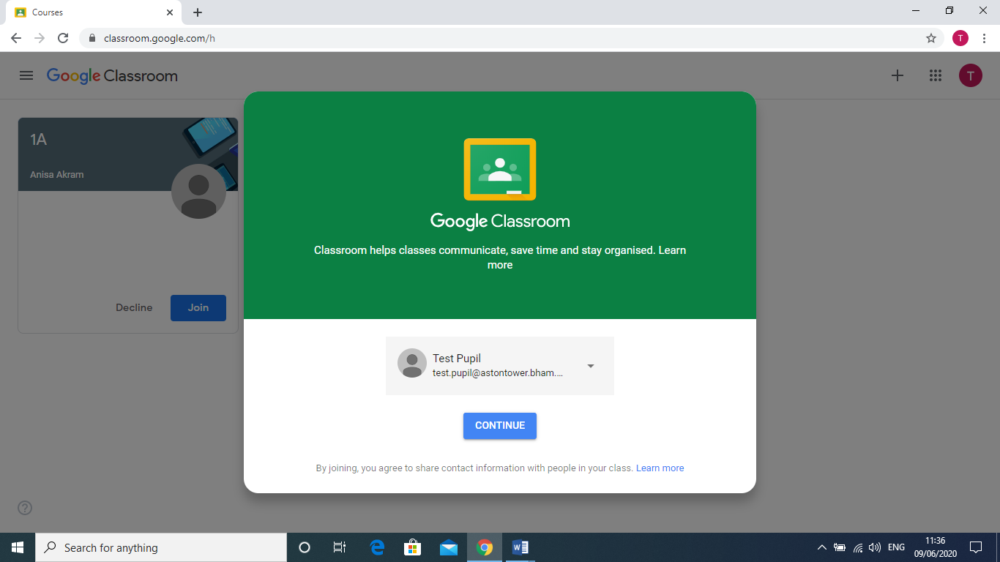 Courses
classroom.google.com/h
T
Google Classroom
T
1A
Anisa Akram
Decline
Join
Google Classroom
Classroom helps classes communicate, save time and stay organised. Learn
more
Test Pupil
test.pupil@astontower.bham....
CONTINUE
By joining, you agree to share contact information with people in your class. Learn more
Search for anything
ENG
11:36
09/06/2020